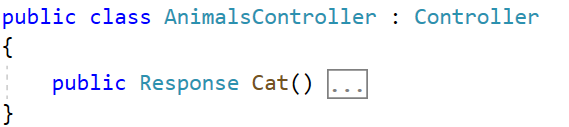 public class AnimalsController : Controller
{
    public Response Cat() ...
}